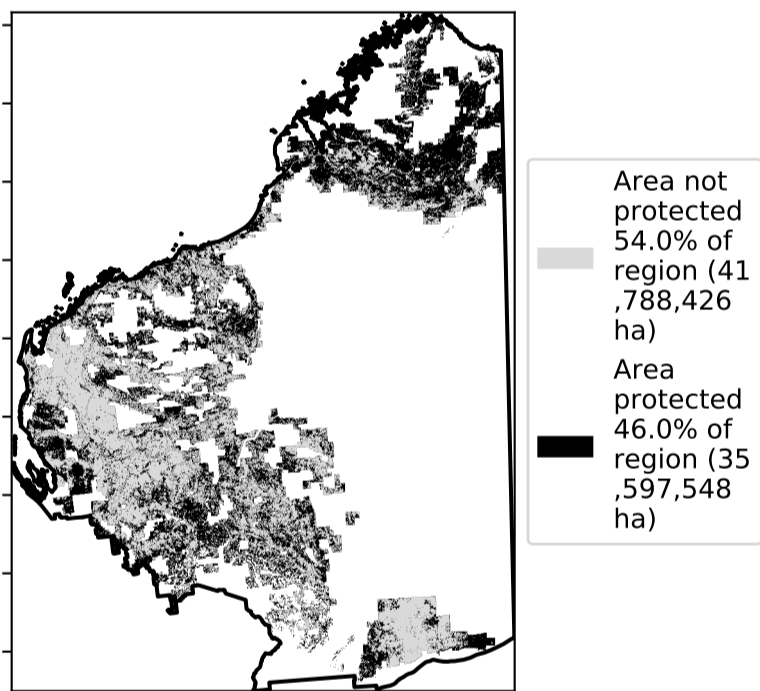 Area not
protected
54.0% of
region (41
,788,426
ha)
Area
protected
46.0% of
region (35
,597,548
ha)